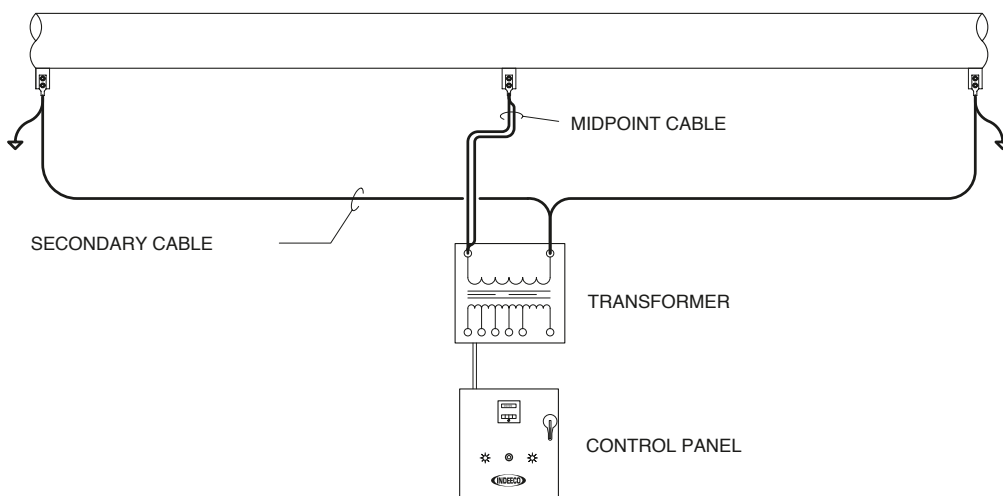 MIDPOINT CABLE
SECONDARY CABLE
TRANSFORMER
CONTROL PANEL
INDEECO